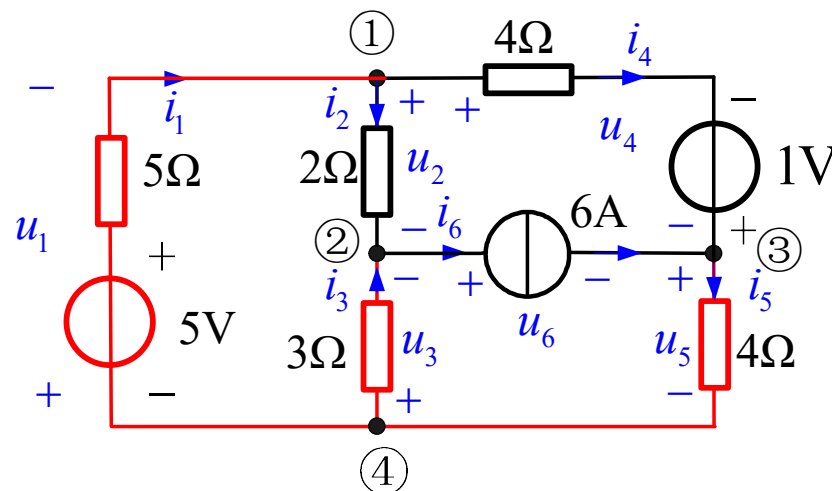 ①
4Ω
i₄
−
i₁
i₂
+
+
−
5Ω
2Ω
u₂
u₄
1V
u₁
+
②
−
i₆
6A
−
+
③
5V
i₃
−
+
u₆
−
+
i₅
3Ω
u₃
u₅
4Ω
+
−
+
−
④